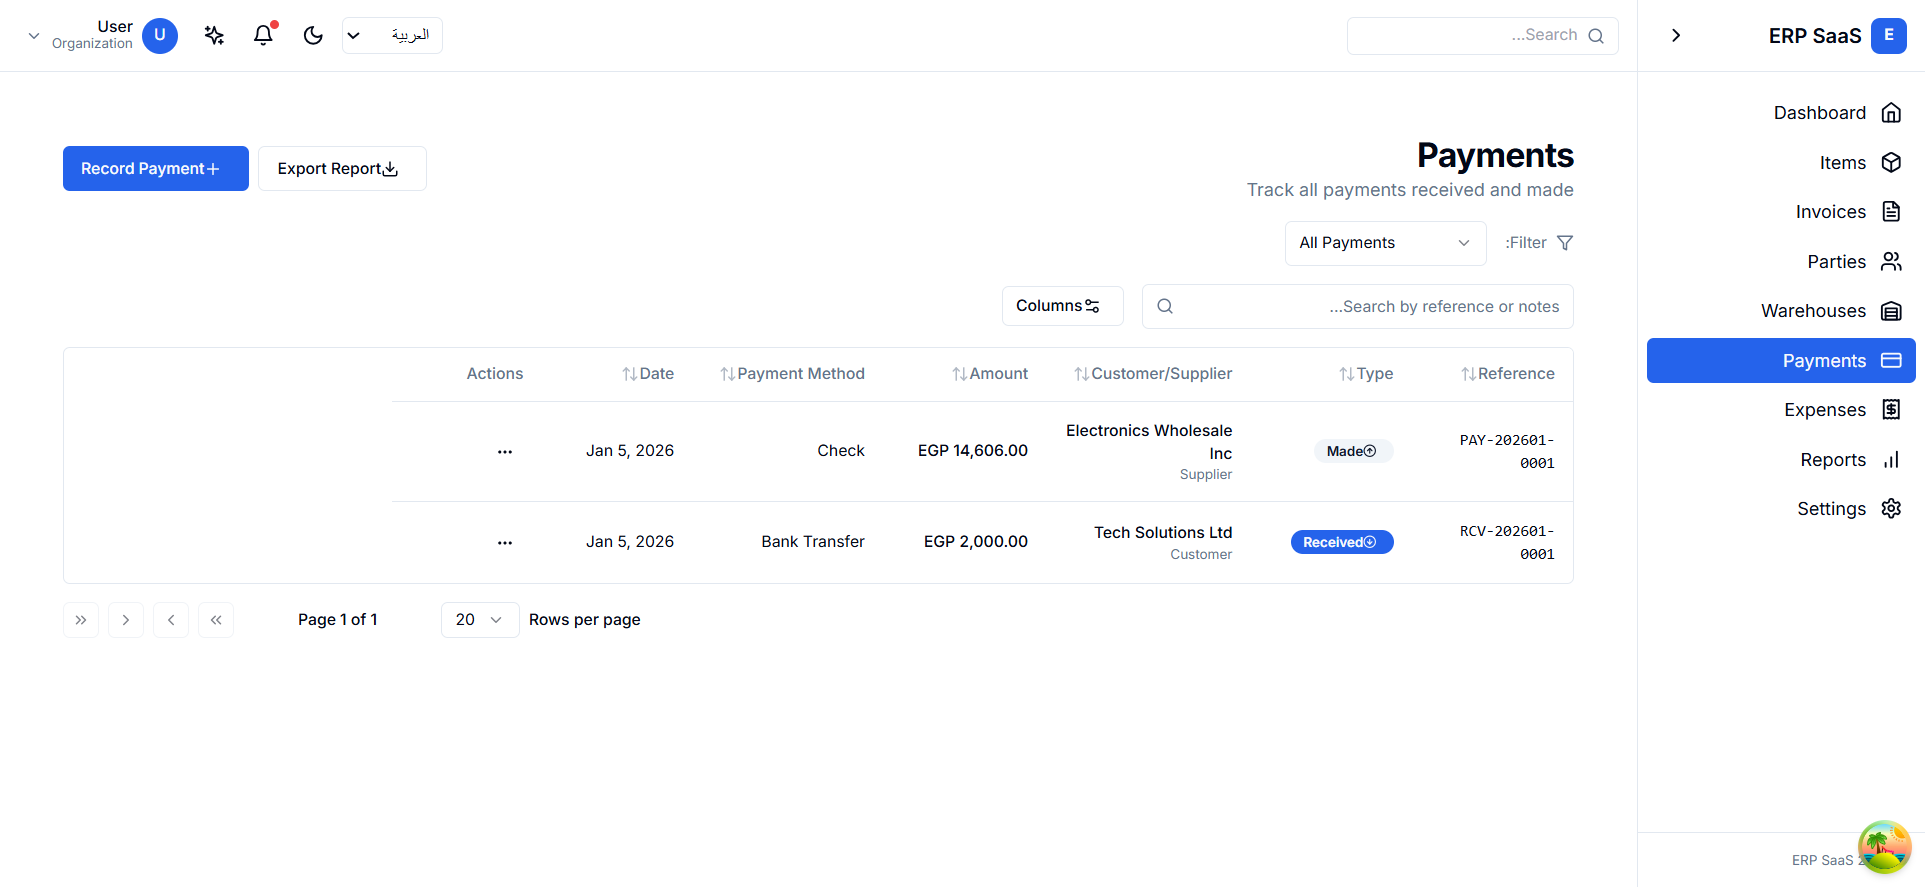 ERP SaaS
E
Search...
العربية
U
User
Organization
Dashboard
Items
Invoices
Parties
Warehouses
Payments
Expenses
Reports
Settings
ERP SaaS
Payments
Track all payments received and made
Export Report
Record Payment
Filter:
All Payments
Search by reference or notes...
Columns
Reference Type Customer/Supplier Amount Payment Method Date Actions
PAY-202601-0001 Made Electronics Wholesale Inc Supplier EGP 14,606.00 Check Jan 5, 2026
RCV-202601-0001 Received Tech Solutions Ltd Customer EGP 2,000.00 Bank Transfer Jan 5, 2026
Rows per page
20
Page 1 of 1